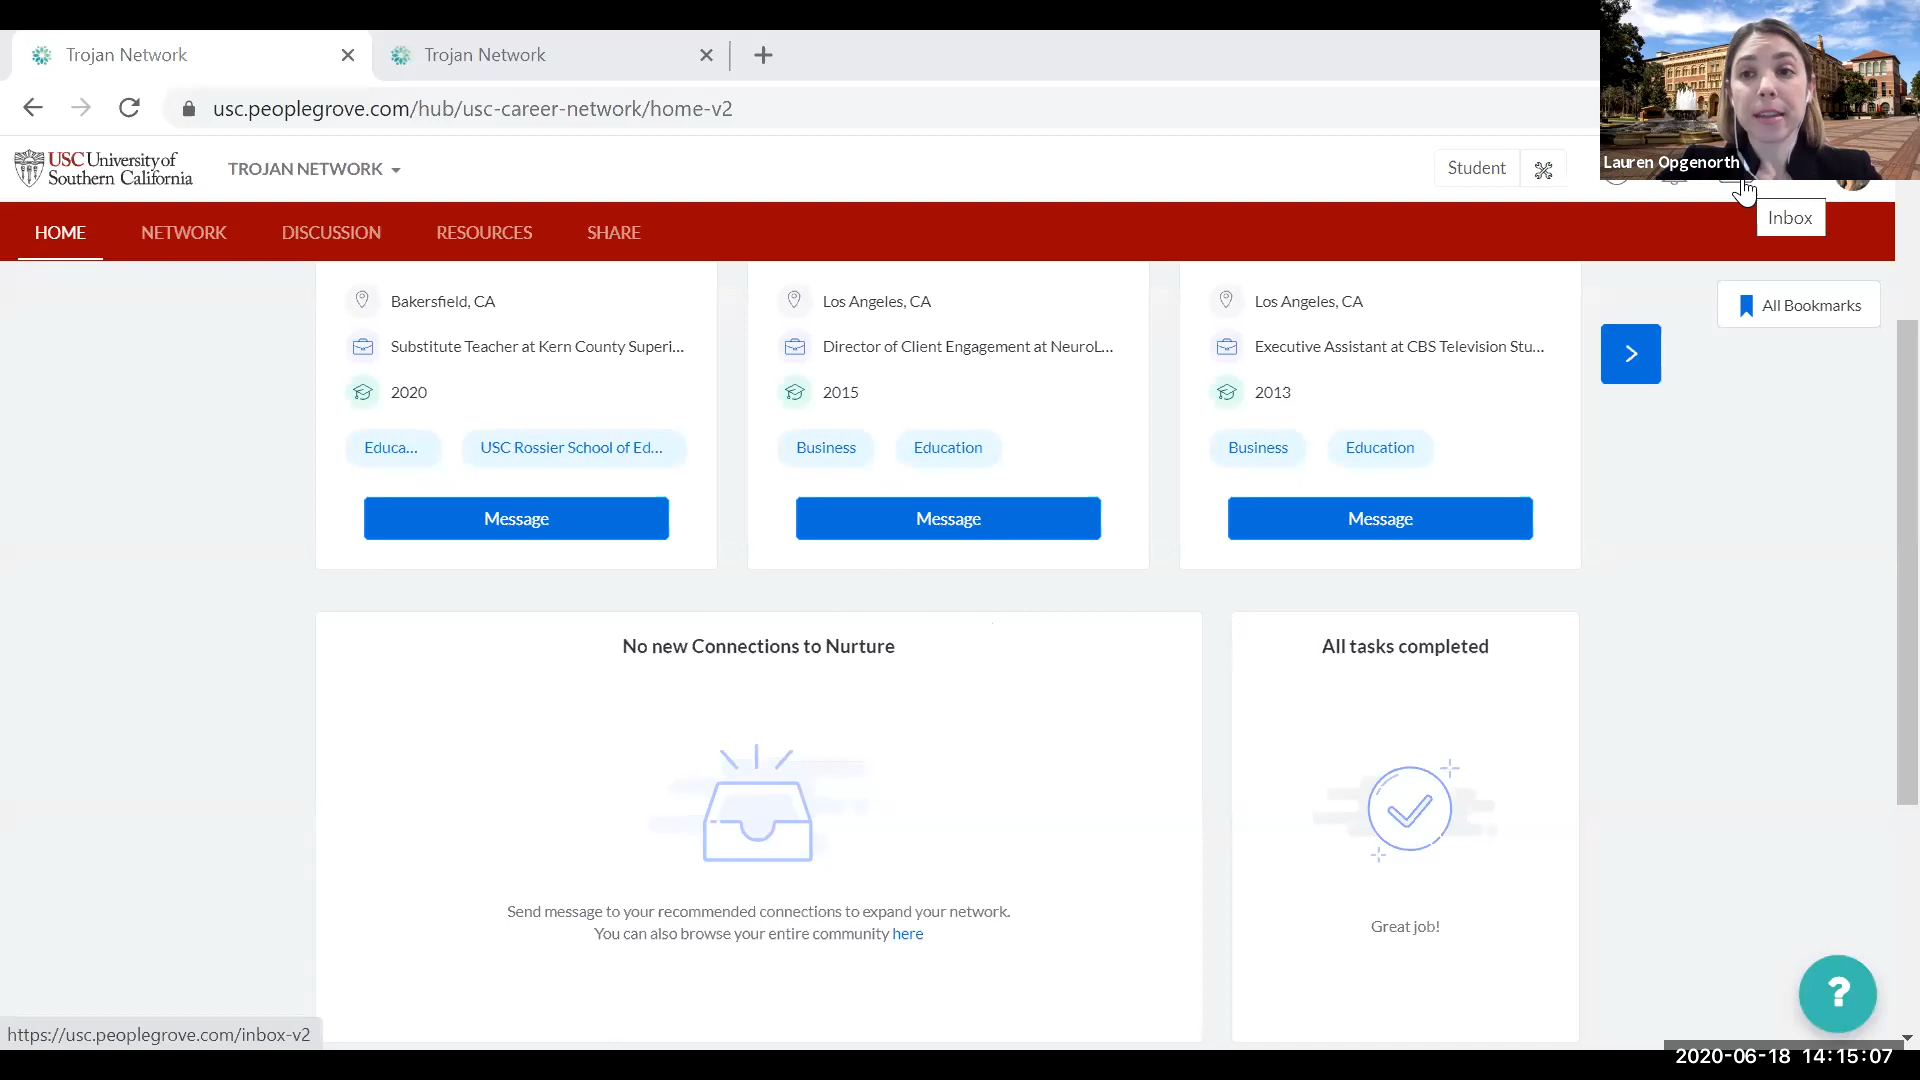 Trojan Network
Trojan Network
usc.peoplegrove.com/hub/usc-career-network/home-v2
Lauren Opgenorth
USC University of
Southern California
TROJAN NETWORK
Student
Inbox
HOME
NETWORK
DISCUSSION
RESOURCES
SHARE
All Bookmarks
Bakersfield, CA
Substitute Teacher at Kern County Superi...
2020
Educa...
USC Rossier School of Ed...
Message
Los Angeles, CA
Director of Client Engagement at NeuroL...
2015
Business
Education
Message
Los Angeles, CA
Executive Assistant at CBS Television Stu...
2013
Business
Education
Message
No new Connections to Nurture
Send message to your recommended connections to expand your network.
You can also browse your entire community here
All tasks completed
Great job!
?
https://usc.peoplegrove.com/inbox-v2
2020-06-18 14:15:07